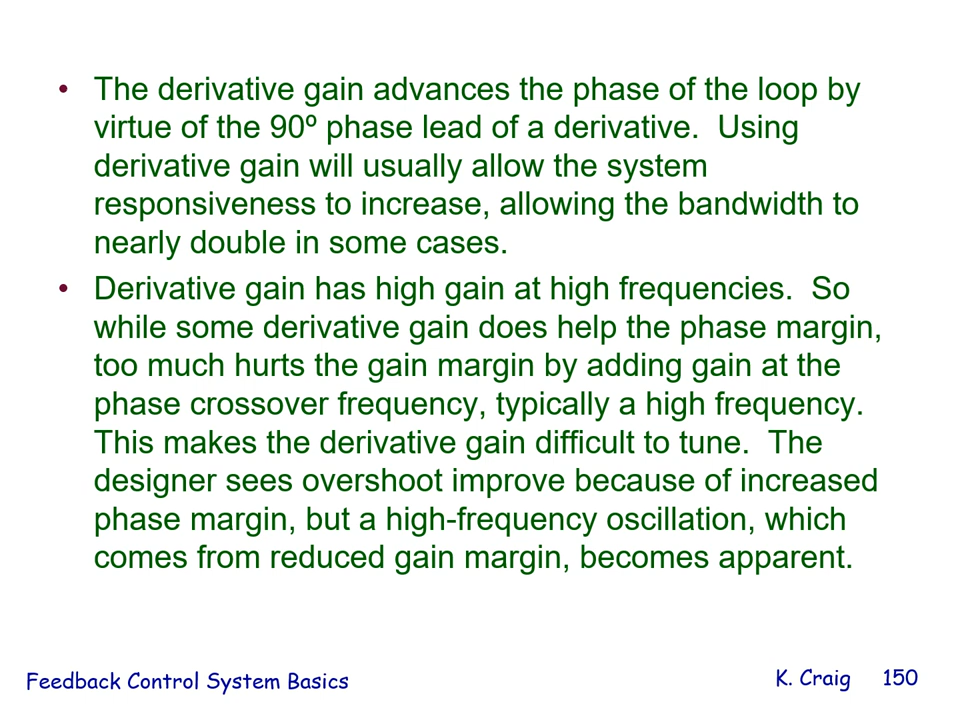 • The derivative gain advances the phase of the loop by
virtue of the 90º phase lead of a derivative.  Using
derivative gain will usually allow the system
responsiveness to increase, allowing the bandwidth to
nearly double in some cases.
• Derivative gain has high gain at high frequencies.  So
while some derivative gain does help the phase margin,
too much hurts the gain margin by adding gain at the
phase crossover frequency, typically a high frequency.
This makes the derivative gain difficult to tune.  The
designer sees overshoot improve because of increased
phase margin, but a high-frequency oscillation, which
comes from reduced gain margin, becomes apparent.
Feedback Control System Basics
K. Craig 150